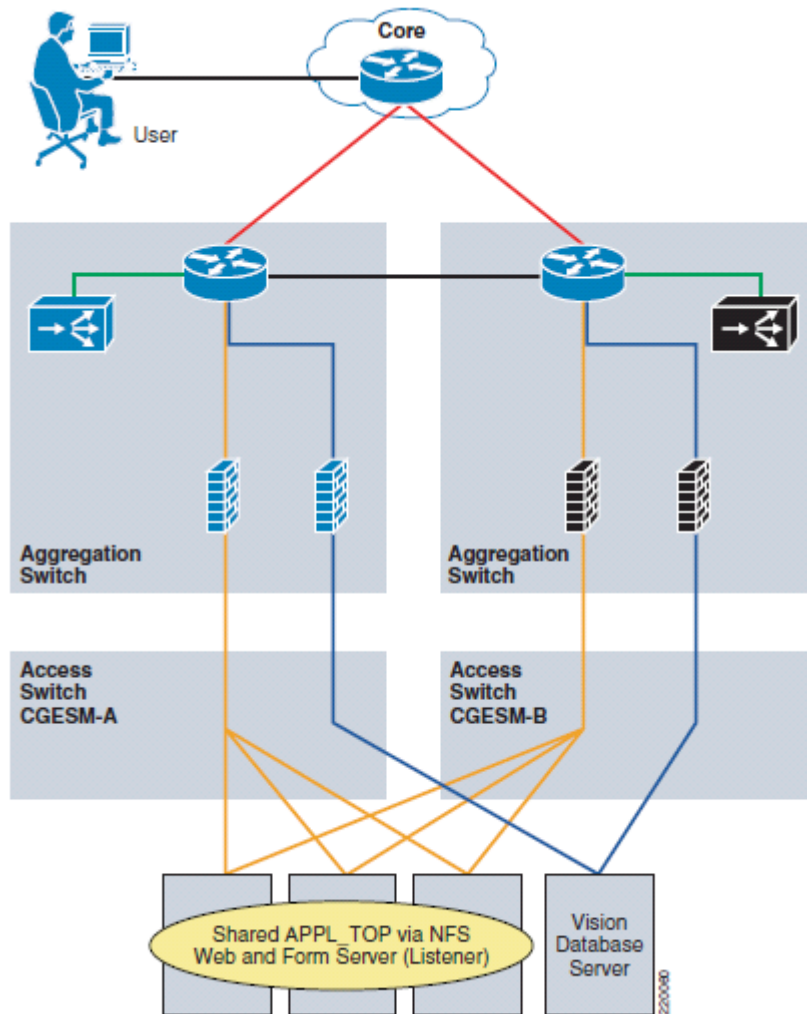 Core
User
Aggregation
Switch
Aggregation
Switch
Access
Switch
CGESM-A
Access
Switch
CGESM-B
Shared APPL_TOP via NFS
Web and Form Server (Listener)
Vision
Database
Server
220080